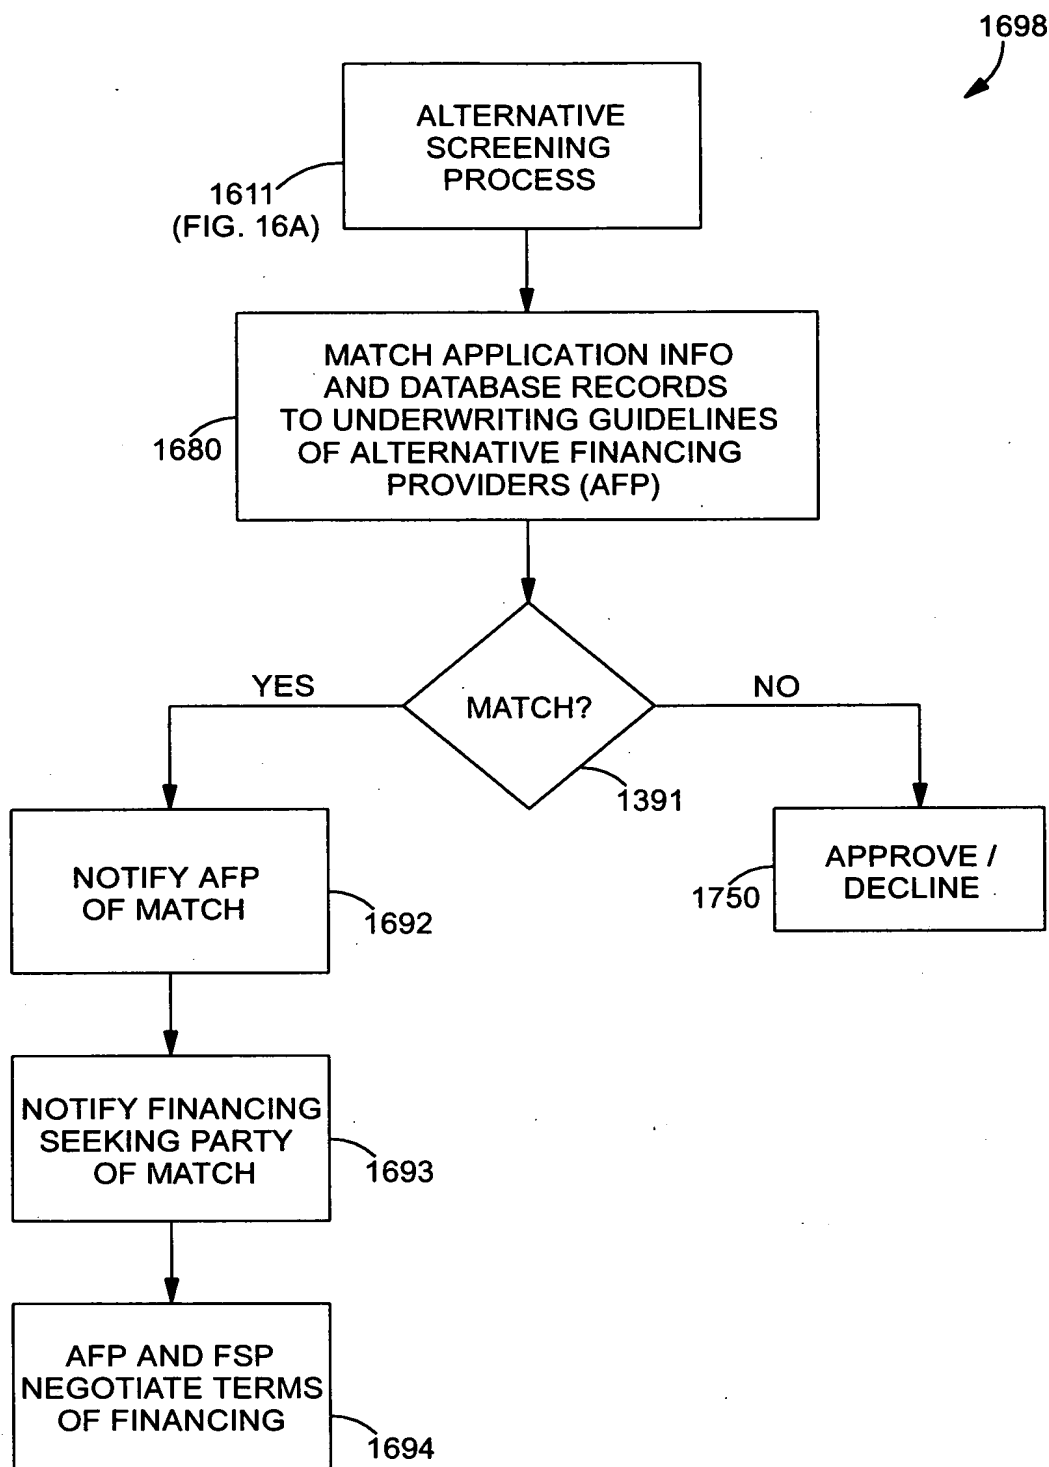 1698
ALTERNATIVE
SCREENING
PROCESS
1611
(FIG. 16A)
MATCH APPLICATION INFO
AND DATABASE RECORDS
TO UNDERWRITING GUIDELINES
OF ALTERNATIVE FINANCING
PROVIDERS (AFP)
1680
MATCH?
YES
NO
1391
NOTIFY AFP
OF MATCH
1692
APPROVE /
DECLINE
1750
NOTIFY FINANCING
SEEKING PARTY
OF MATCH
1693
AFP AND FSP
NEGOTIATE TERMS
OF FINANCING
1694